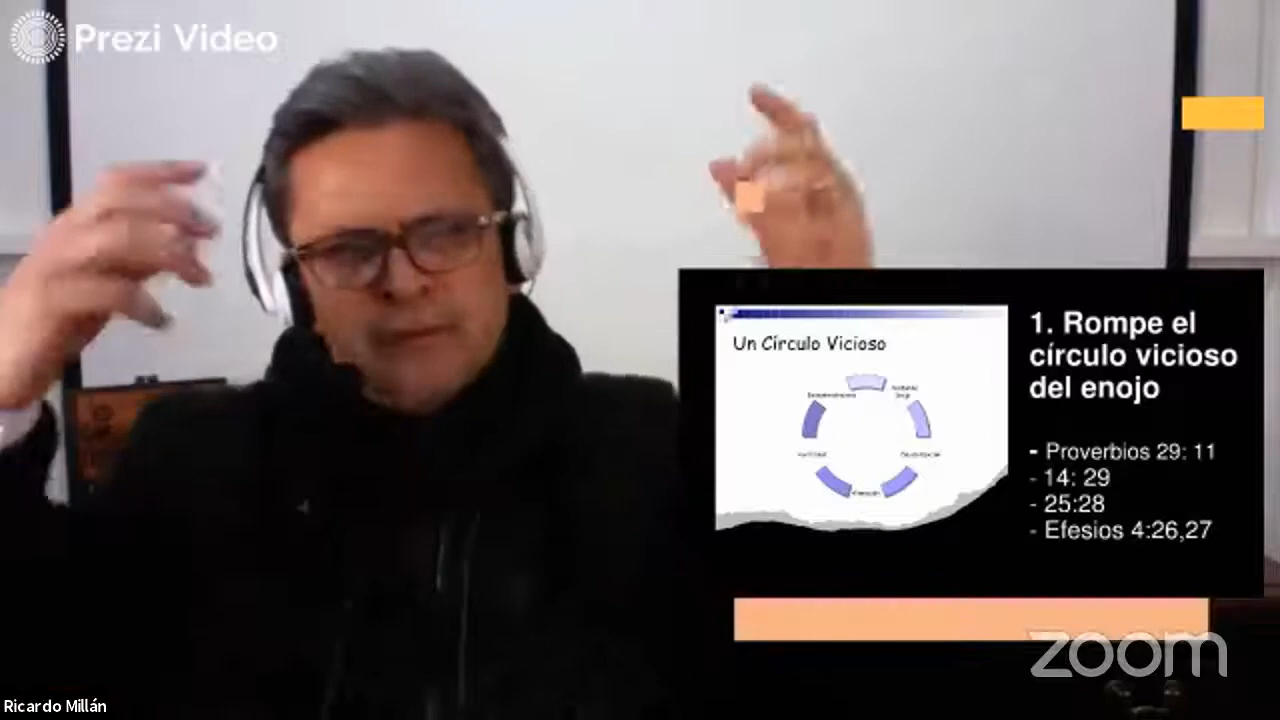 Prezi Video
Un Círculo Vicioso
1. Rompe el
círculo vicioso
del enojo
- Proverbios 29: 11
- 14: 29
- 25:28
- Efesios 4:26,27
zoom
Ricardo Millán